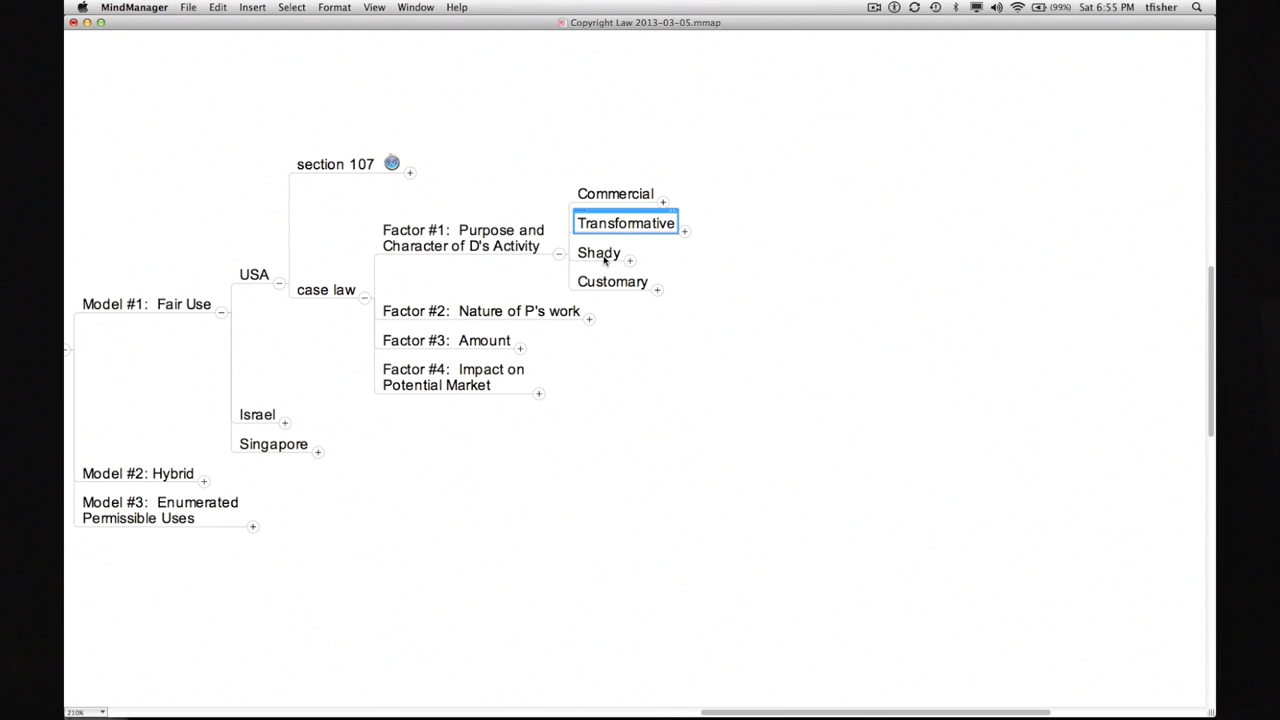 MindManager File Edit Insert Select Format View Window Help (99%) Sat 6:55 PM tfisher
Copyright Law 2013-03-05.mmap
section 107
Commercial
Transformative
Shady
Customary
Factor #1: Purpose and
Character of D's Activity
USA
case law
Model #1: Fair Use
Factor #2: Nature of P's work
Factor #3: Amount
Factor #4: Impact on
Potential Market
Israel
Singapore
Model #2: Hybrid
Model #3: Enumerated
Permissible Uses
210%